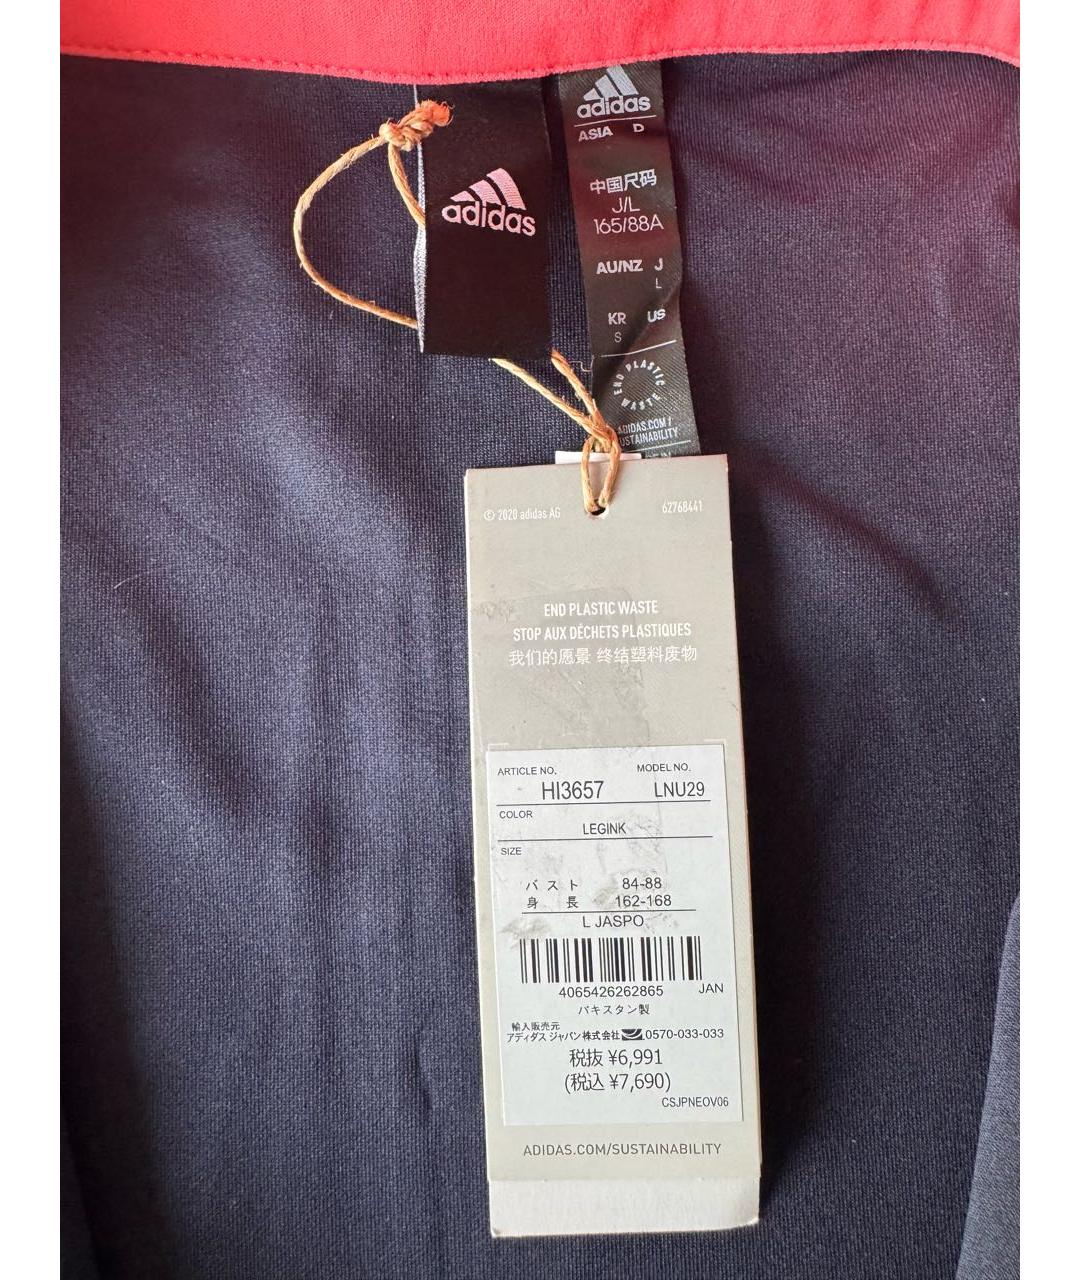 adidas
adidas
ASIA D
中国尺码
J/L
165/88A
AU/NZ J
L
KR US
S
END PLASTIC WASTE
ADIDAS.COM/
SUSTAINABILITY
© 2020 adidas AG 62768441
END PLASTIC WASTE
STOP AUX DÉCHETS PLASTIQUES
我们的愿景 终结塑料废物
ARTICLE NO. MODEL NO.
HI3657 LNU29
COLOR
LEGINK
SIZE
バスト 84-88
身長 162-168
L JASPO
4065426262865 JAN
パキスタン製
輸入販売元
アディダス ジャパン株式会社 0570-033-033
税抜 ¥6,991
(税込 ¥7,690)
CSJPNEOV06
ADIDAS.COM/SUSTAINABILITY